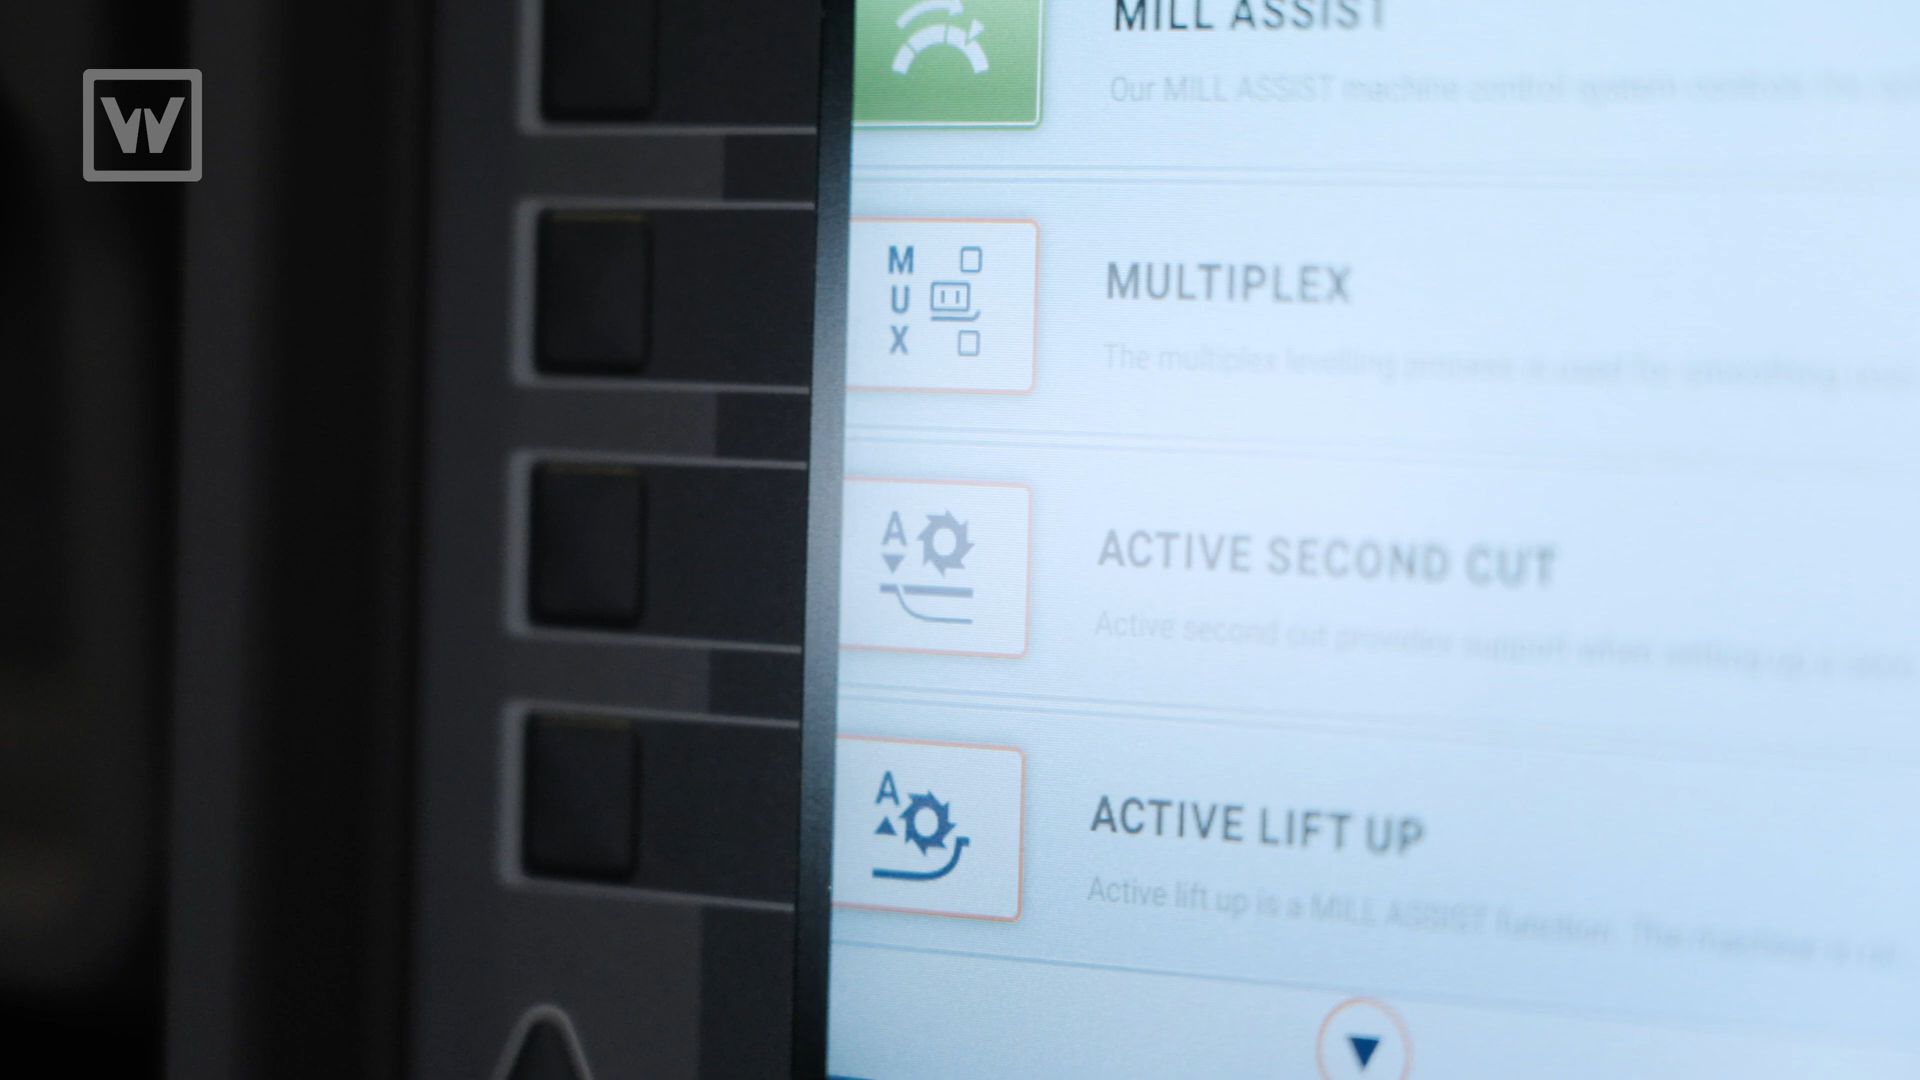 W
MILL ASSIST
Our MILL ASSIST machine control system controls the
M
U
X
MULTIPLEX
The multiplex levelling process is used for smoothing
A
ACTIVE SECOND CUT
Active second cut provides support when setting up a
A
ACTIVE LIFT UP
Active lift up is a MILL ASSIST function. The machine is